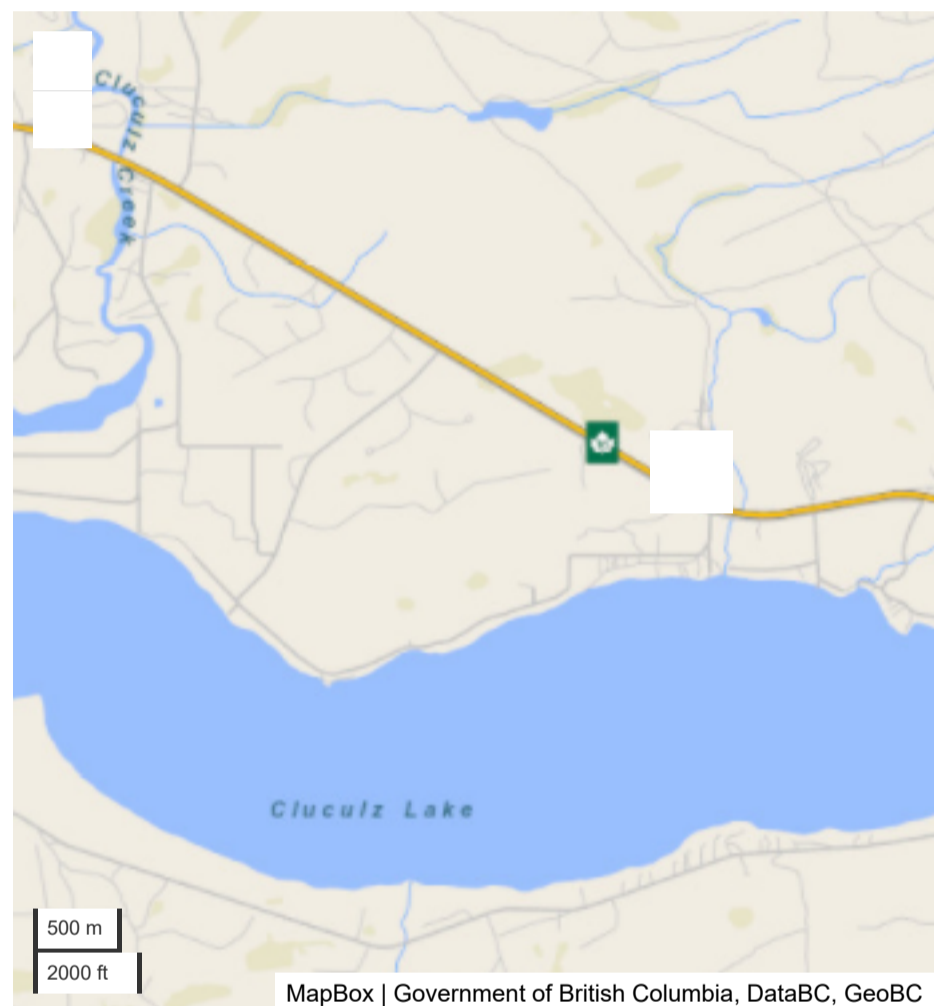 Cluculz Creek
Cluculz Lake
500 m
2000 ft
MapBox | Government of British Columbia, DataBC, GeoBC